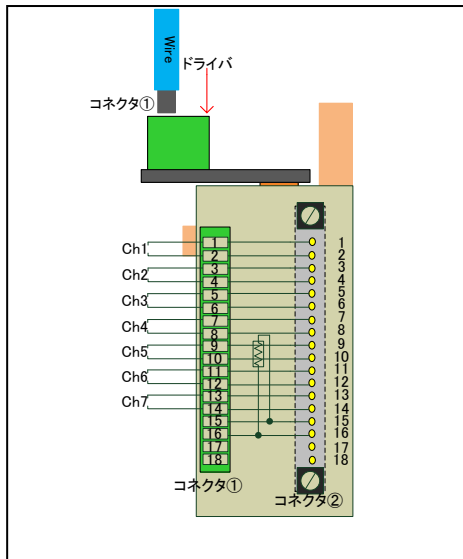 Wire
ドライバ
コネクタ①
1 1
Ch1 2 2
3 3
Ch2 4 4
5 5
Ch3 6 6
7 7
Ch4 8 8
9 9
Ch5 10 10
11 11
Ch6 12 12
13 13
Ch7 14 14
15 15
16 16
17 17
18 18
コネクタ① コネクタ②